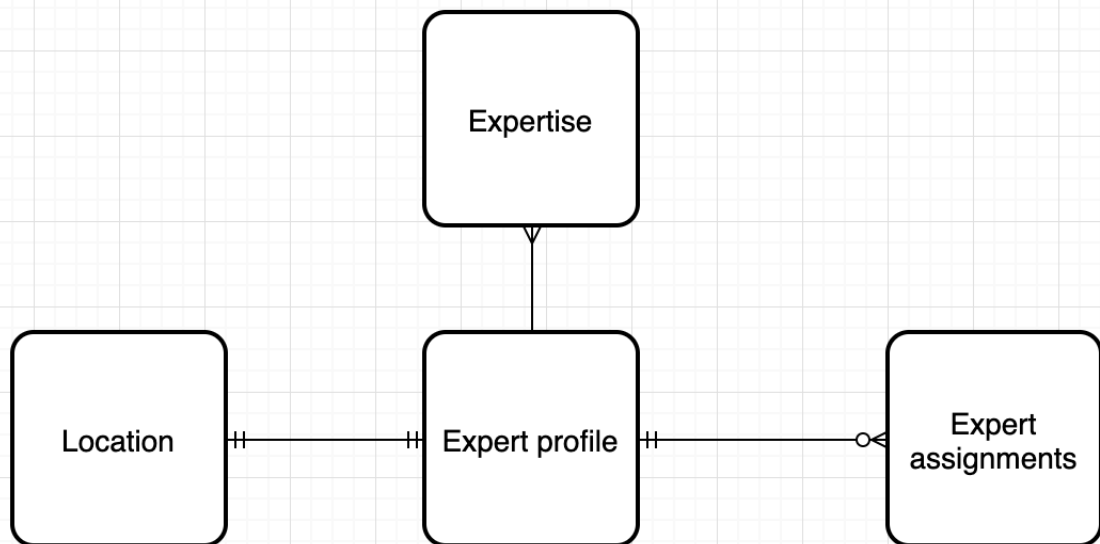 Expertise
Location
Expert profile
Expert
assignments